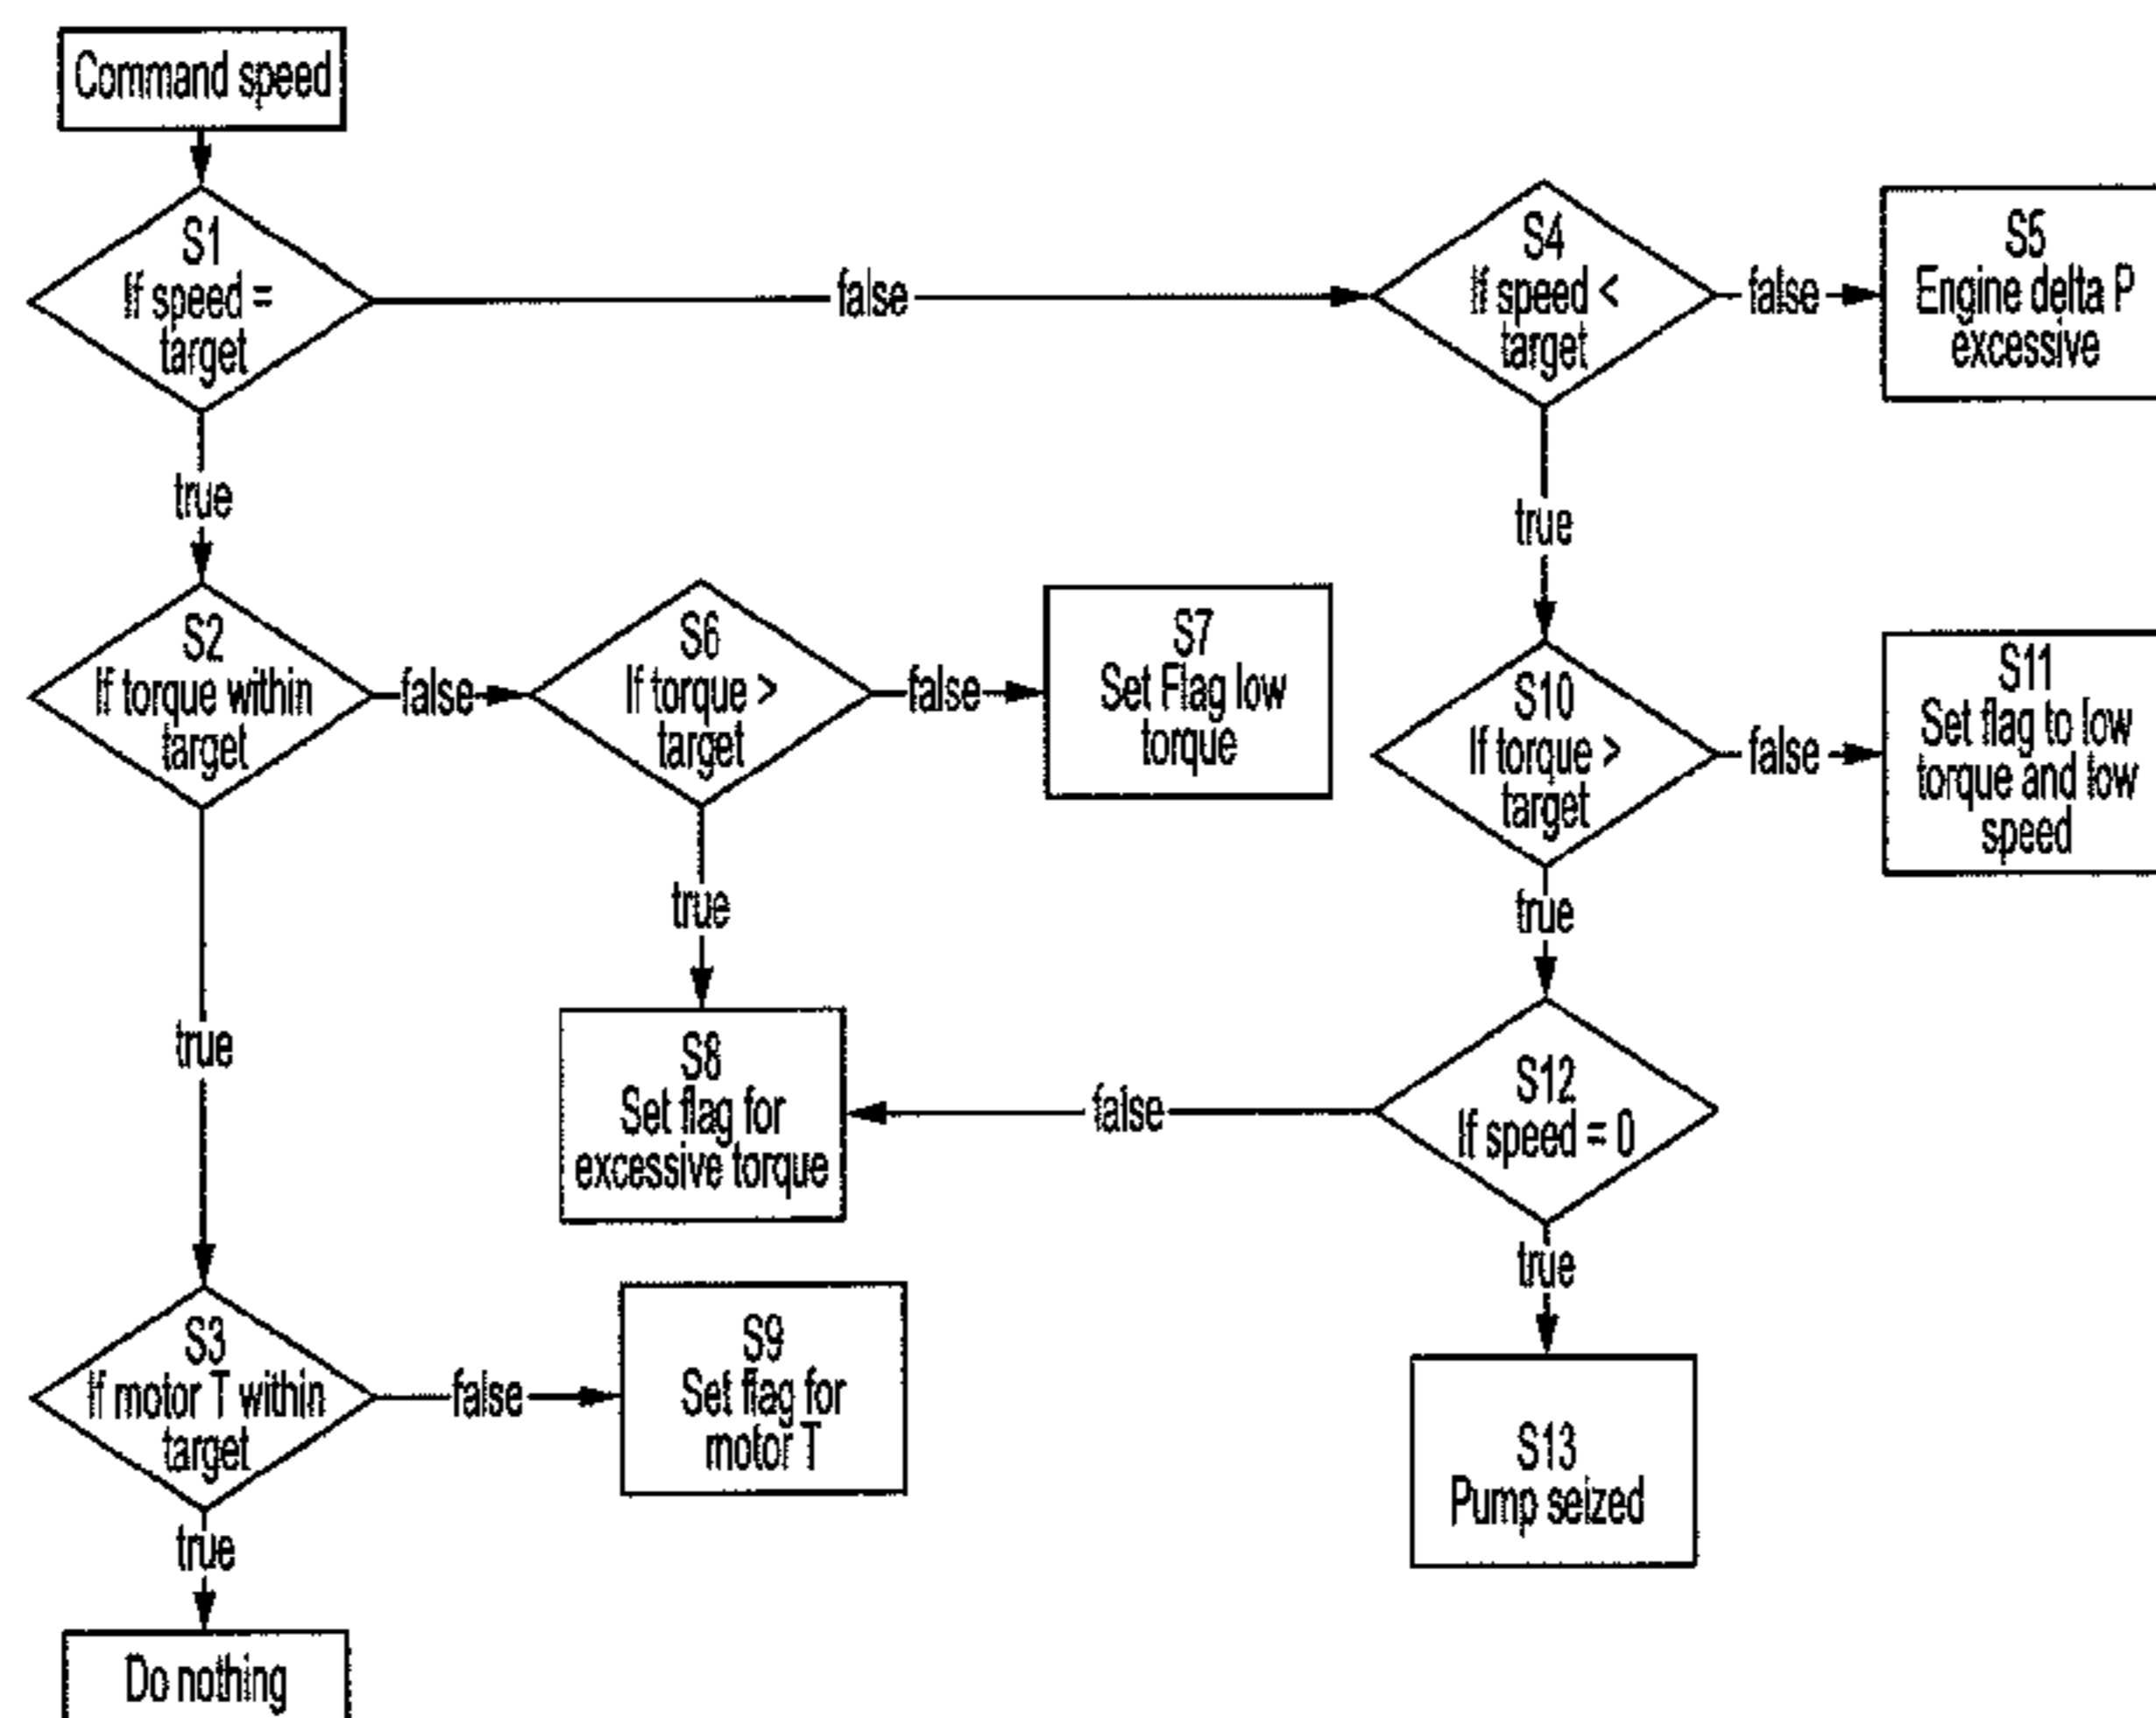 Command speed
S1
If speed =
target
false
S4
If speed <
target
false
S5
Engine delta P
excessive
true
true
S2
If torque within
target
false
S6
If torque >
target
false
S7
Set Flag low
torque
S10
If torque >
target
false
S11
Set flag to low
torque and low
speed
true
true
true
S8
Set flag for
excessive torque
false
S12
If speed = 0
true
S3
If motor T within
target
false
S9
Set flag for
motor T
S13
Pump seized
true
Do nothing